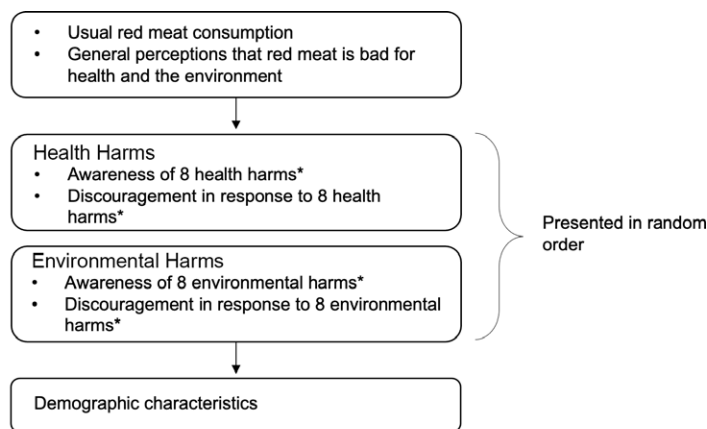 • Usual red meat consumption
• General perceptions that red meat is bad for
health and the environment
Health Harms
• Awareness of 8 health harms*
• Discouragement in response to 8 health
harms*
Environmental Harms
• Awareness of 8 environmental harms*
• Discouragement in response to 8 environmental
harms*
Presented in random
order
Demographic characteristics